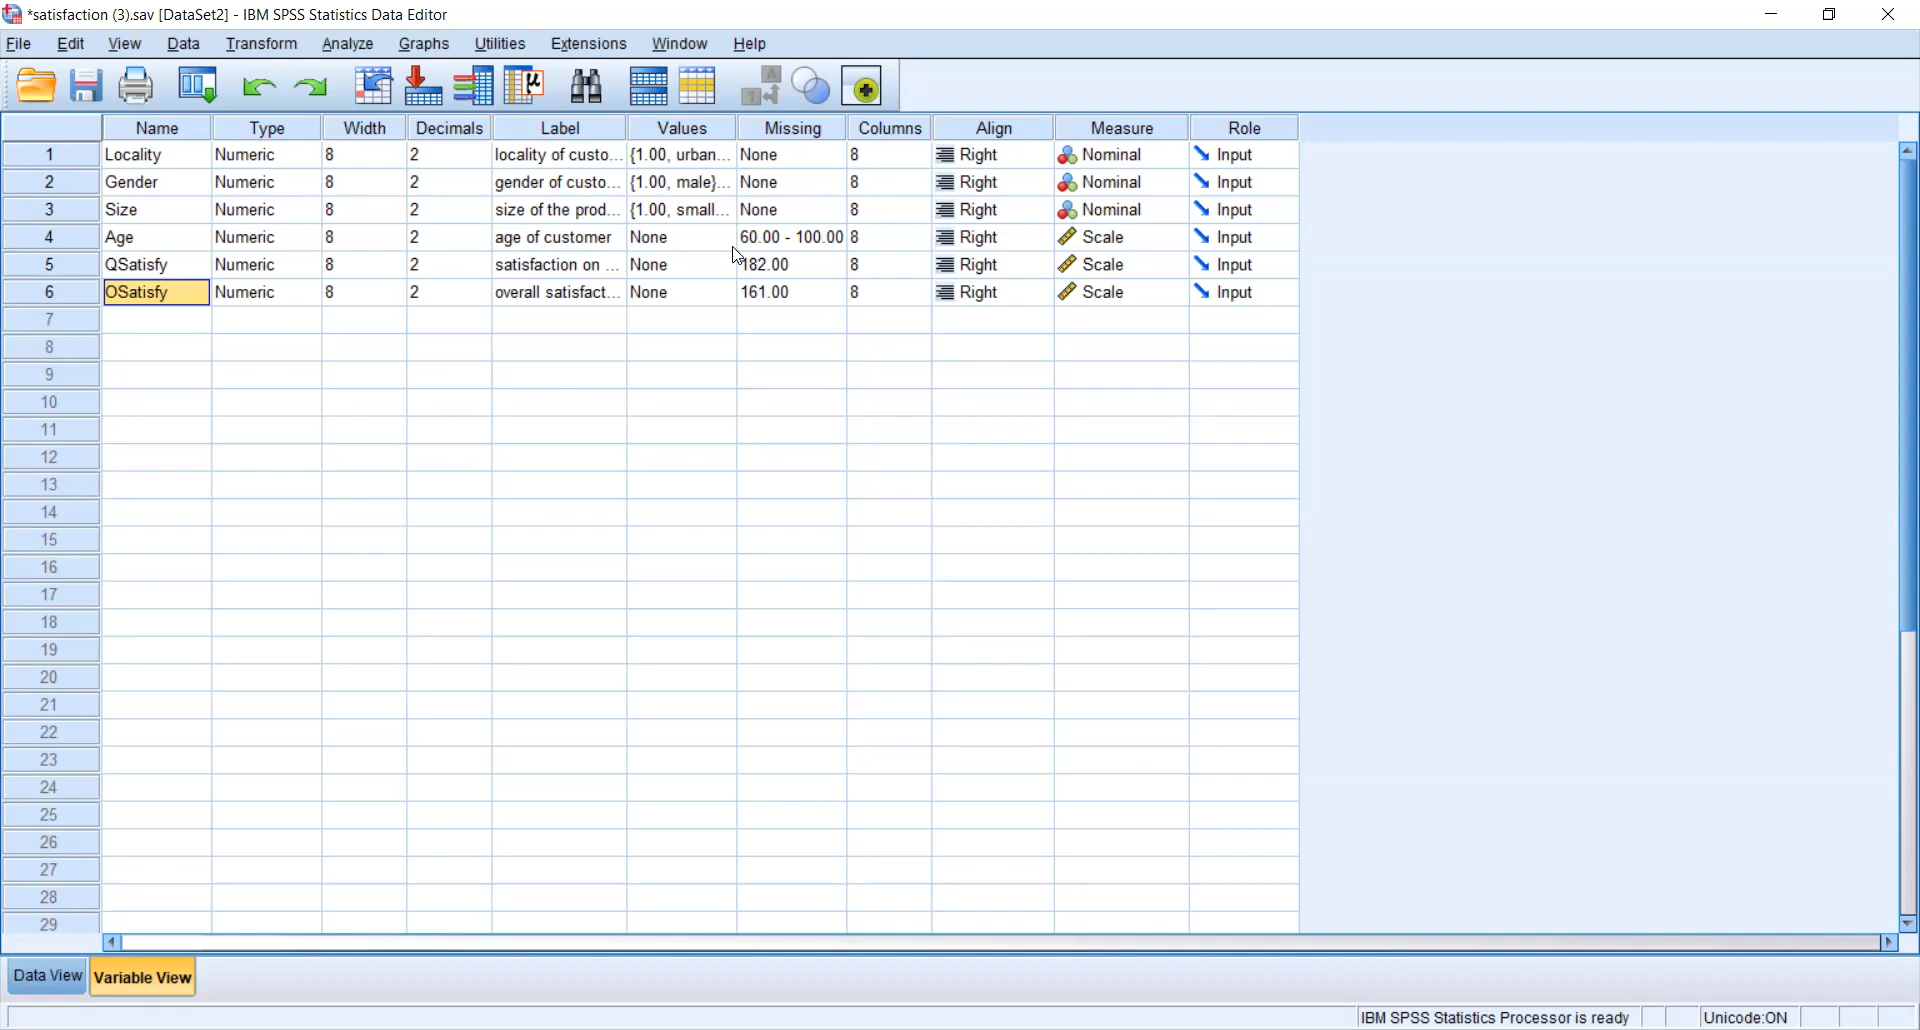 *satisfaction (3).sav [DataSet2] - IBM SPSS Statistics Data Editor
File Edit View Data Transform Analyze Graphs Utilities Extensions Window Help
Name Type Width Decimals Label Values Missing Columns Align Measure Role
1 Locality Numeric 8 2 locality of custo... {1.00, urban... None 8 Right Nominal Input
2 Gender Numeric 8 2 gender of custo... {1.00, male}... None 8 Right Nominal Input
3 Size Numeric 8 2 size of the prod... {1.00, small... None 8 Right Nominal Input
4 Age Numeric 8 2 age of customer None 60.00 - 100.00 8 Right Scale Input
5 QSatisfy Numeric 8 2 satisfaction on ... None 182.00 8 Right Scale Input
6 OSatisfy Numeric 8 2 overall satisfact... None 161.00 8 Right Scale Input
7
8
9
10
11
12
13
14
15
16
17
18
19
20
21
22
23
24
25
26
27
28
29
Data View Variable View
IBM SPSS Statistics Processor is ready Unicode:ON